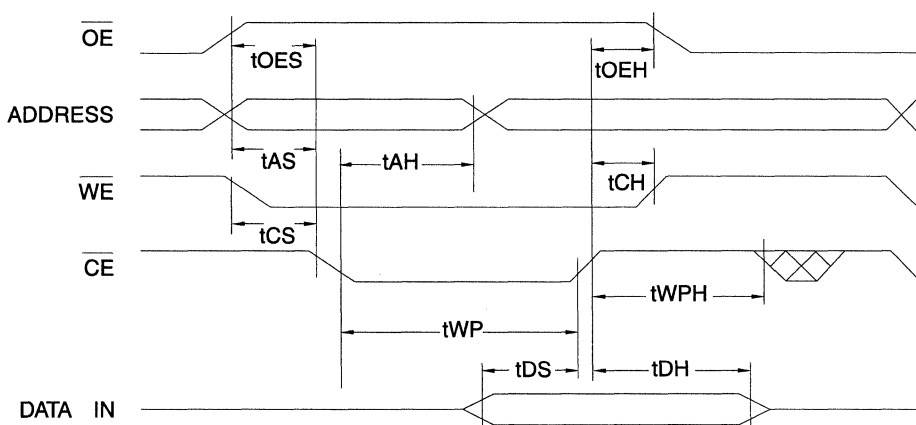 OE
tOES
tOEH
ADDRESS
tAS
tAH
tCH
WE
tCS
CE
tWPH
tWP
tDS
tDH
DATA IN